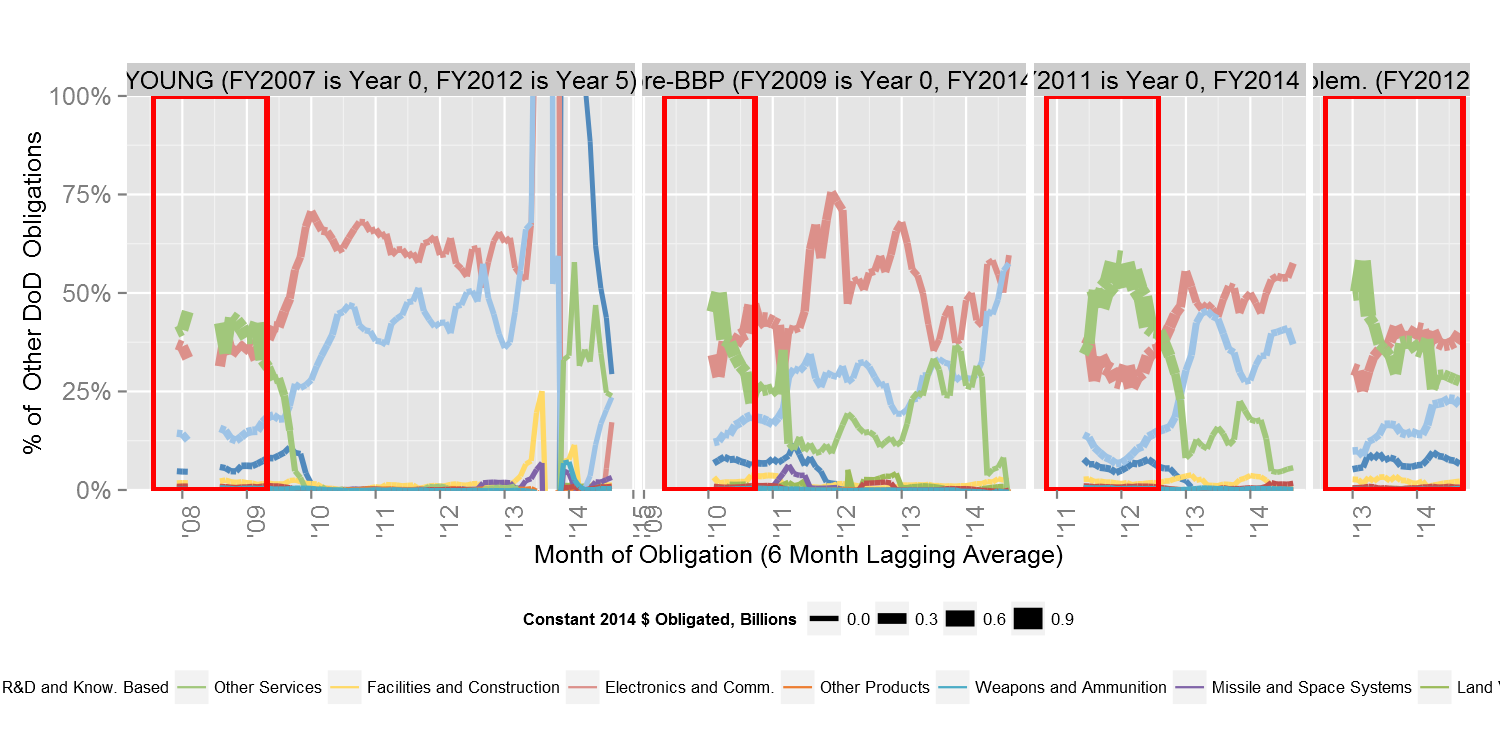 YOUNG (FY2007 is Year 0, FY2012 is Year 5)
re-BBP (FY2009 is Year 0, FY2014
2011 is Year 0, FY2014
olem. (FY2012
100%
75%
50%
25%
0%
% of Other DoD Obligations
'08 '09 '10 '11 '12 '13 '14 '15
'09 '10 '11 '12 '13 '14
'11 '12 '13 '14
'13 '14
Month of Obligation (6 Month Lagging Average)
Constant 2014 $ Obligated, Billions 0.0 0.3 0.6 0.9
R&D and Know. Based Other Services Facilities and Construction Electronics and Comm. Other Products Weapons and Ammunition Missile and Space Systems Land